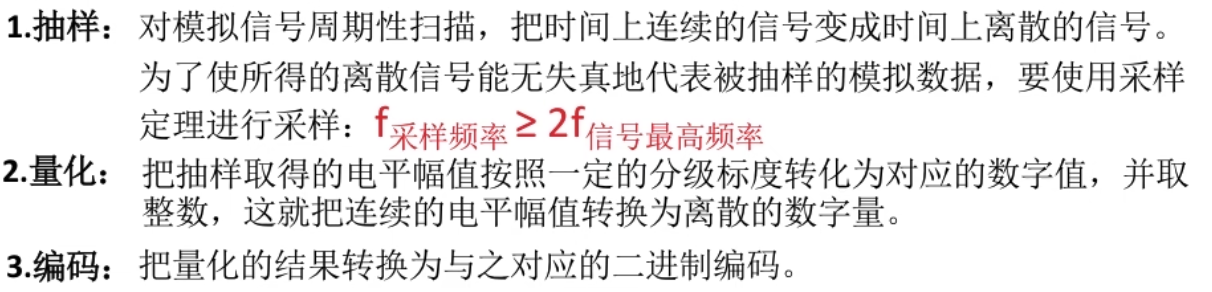 1.抽样：对模拟信号周期性扫描，把时间上连续的信号变成时间上离散的信号。
为了使所得的离散信号能无失真地代表被抽样的模拟数据，要使用采样
定理进行采样：f采样频率 ≥ 2f信号最高频率
2.量化：把抽样取得的电平幅值按照一定的分级标度转化为对应的数字值，并取
整数，这就把连续的电平幅值转换为离散的数字量。
3.编码：把量化的结果转换为与之对应的二进制编码。